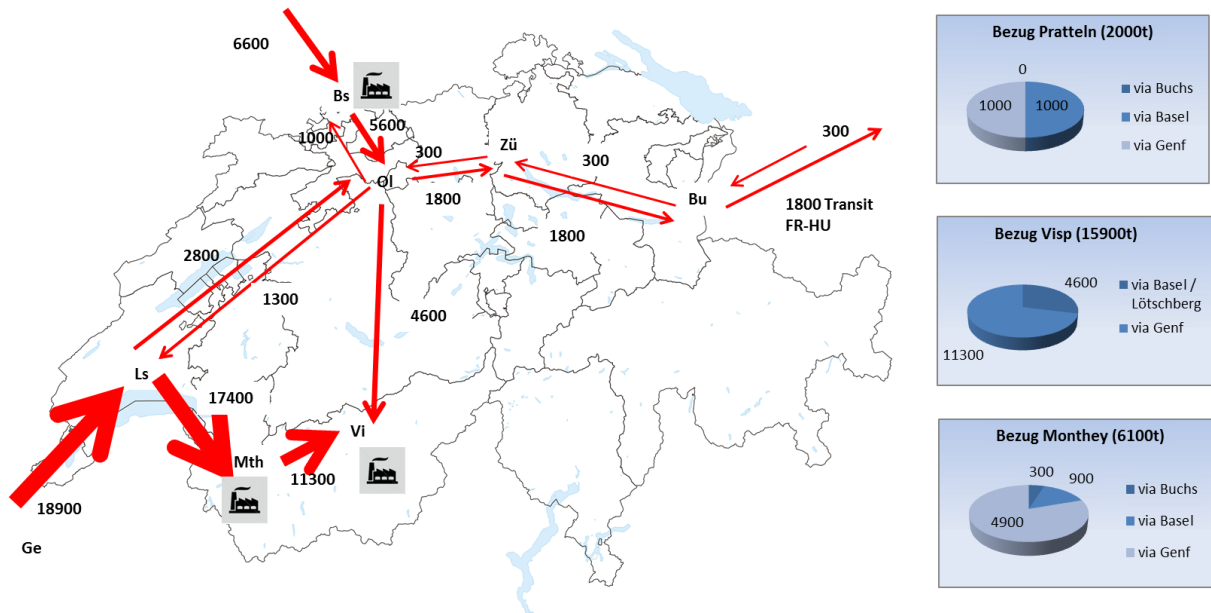 6600
Bs
5600
1000
300
Zü
300
300
Ol
1800
Bu
1800 Transit
FR-HU
1800
2800
1300
4600
Ls
17400
Vi
Mth
11300
18900
Ge
Bezug Pratteln (2000t)
0
1000
1000
via Buchs
via Basel
via Genf
Bezug Visp (15900t)
4600
11300
via Basel /
Lötschberg
via Genf
Bezug Monthey (6100t)
300
900
4900
via Buchs
via Basel
via Genf